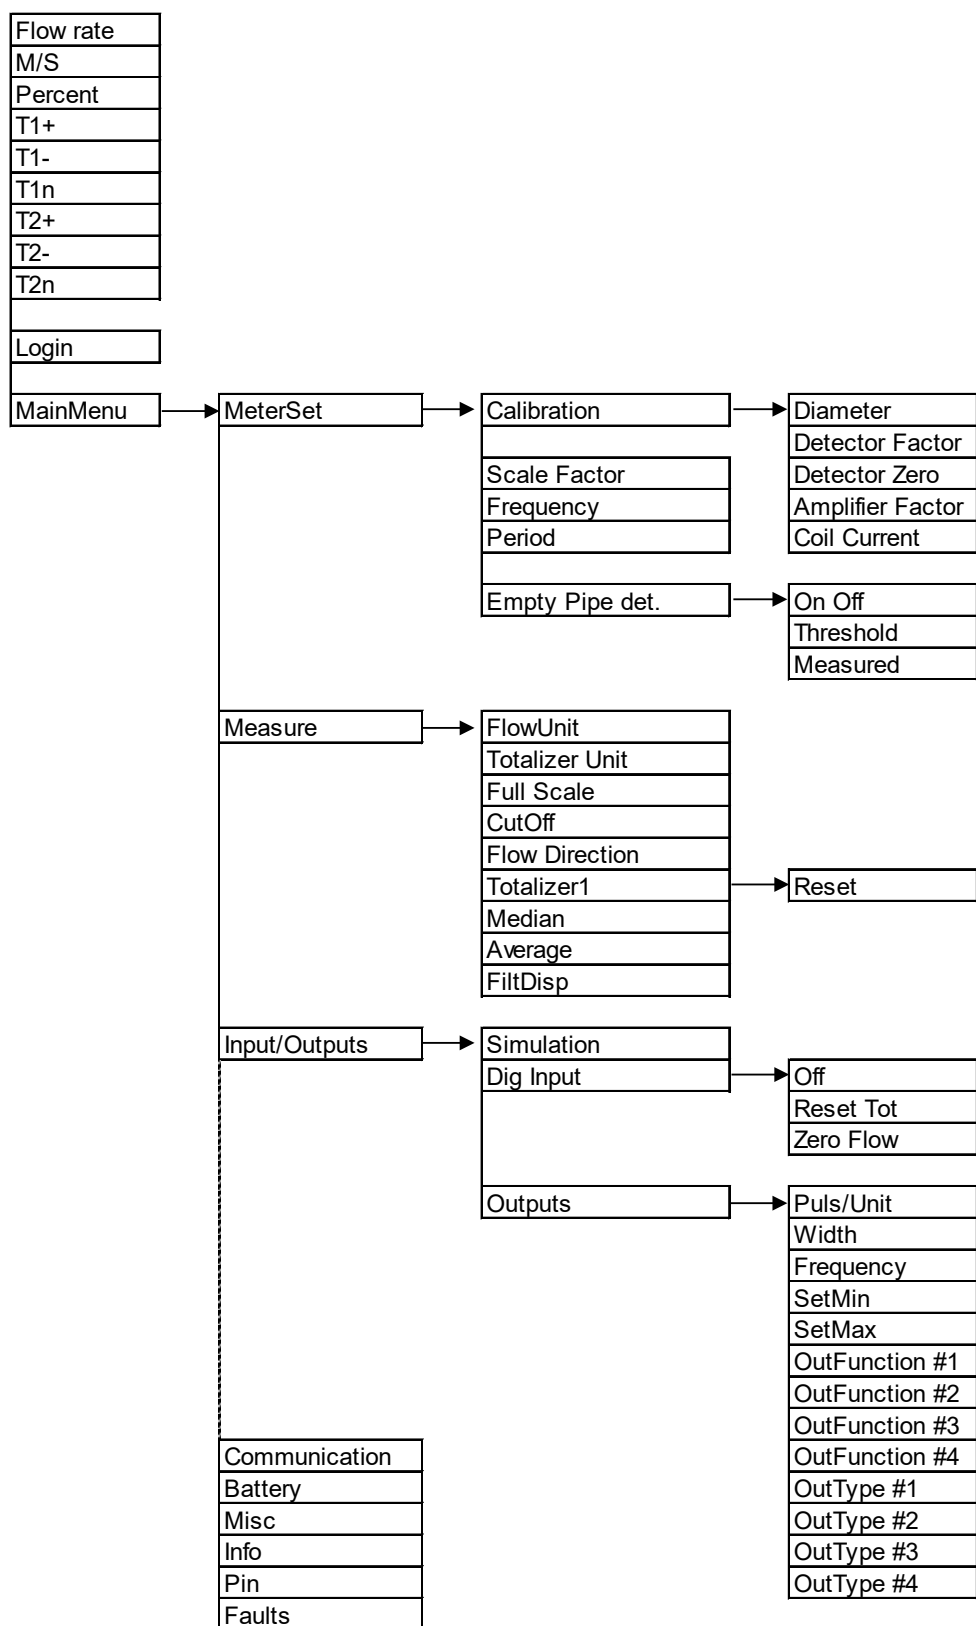 Flow rate
M/S
Percent
T1+
T1-
T1n
T2+
T2-
T2n
Login
MainMenu
MeterSet
Calibration
Diameter
Detector Factor
Detector Zero
Amplifier Factor
Coil Current
Scale Factor
Frequency
Period
Empty Pipe det.
On Off
Threshold
Measured
Measure
FlowUnit
Totalizer Unit
Full Scale
CutOff
Flow Direction
Totalizer1
Reset
Median
Average
FiltDisp
Input/Outputs
Simulation
Dig Input
Off
Reset Tot
Zero Flow
Outputs
Puls/Unit
Width
Frequency
SetMin
SetMax
OutFunction #1
OutFunction #2
OutFunction #3
OutFunction #4
OutType #1
OutType #2
OutType #3
OutType #4
Communication
Battery
Misc
Info
Pin
Faults